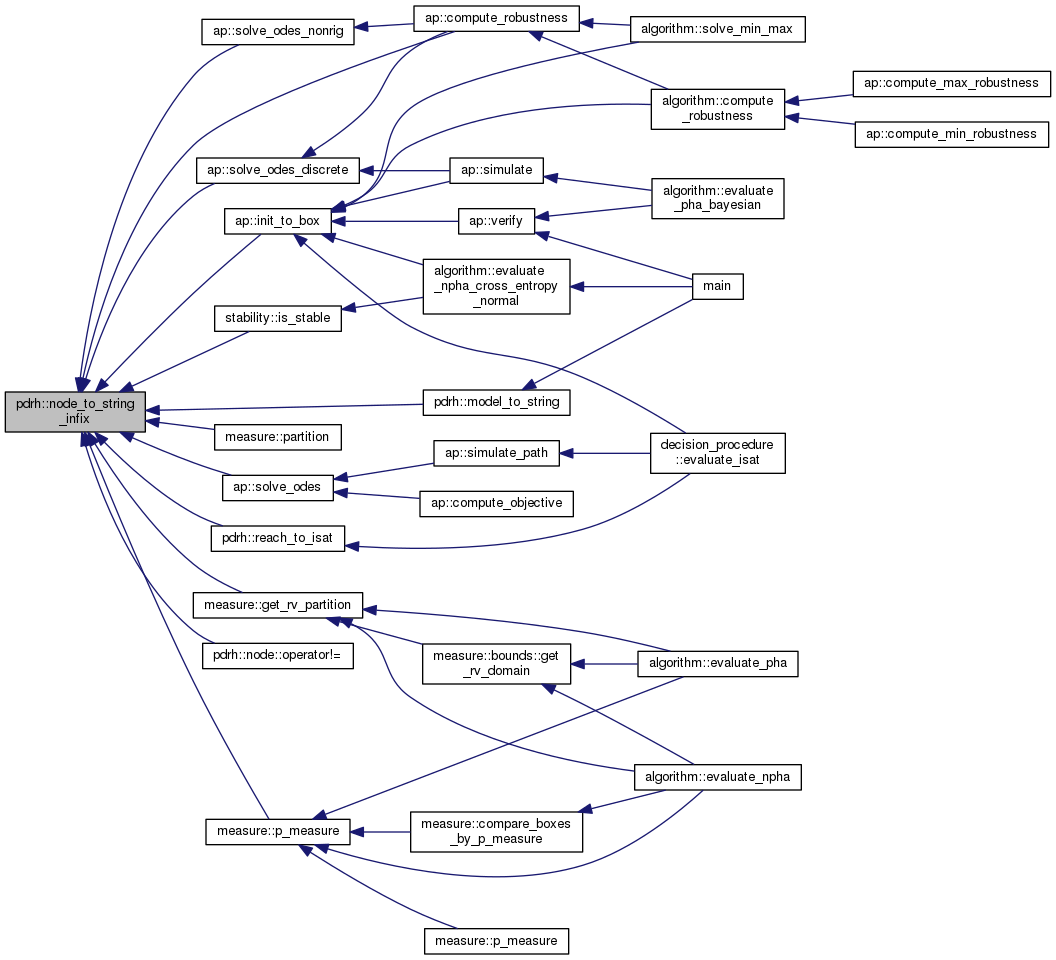 pdrh::node_to_string
_infix
ap::solve_odes_nonrig
ap::compute_robustness
algorithm::solve_min_max
algorithm::compute
_robustness
ap::compute_max_robustness
ap::compute_min_robustness
ap::solve_odes_discrete
ap::simulate
algorithm::evaluate
_pha_bayesian
ap::init_to_box
ap::verify
algorithm::evaluate
_npha_cross_entropy
_normal
main
stability::is_stable
pdrh::model_to_string
measure::partition
decision_procedure
::evaluate_isat
ap::simulate_path
ap::solve_odes
ap::compute_objective
pdrh::reach_to_isat
measure::get_rv_partition
pdrh::node::operator!=
measure::bounds::get
_rv_domain
algorithm::evaluate_pha
algorithm::evaluate_npha
measure::p_measure
measure::compare_boxes
_by_p_measure
measure::p_measure